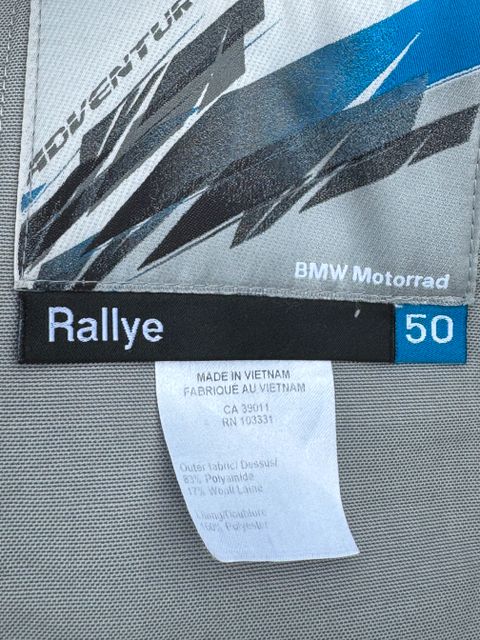 ADVENTUR
BMW Motorrad
Rallye 50
MADE IN VIETNAM
FABRIQUÉ AU VIETNAM
CA 39011
RN 103331
Outer fabric/ Dessus/
83% Polyamide
17% Wool/ Laine
Lining/Doublure
100% Polyester